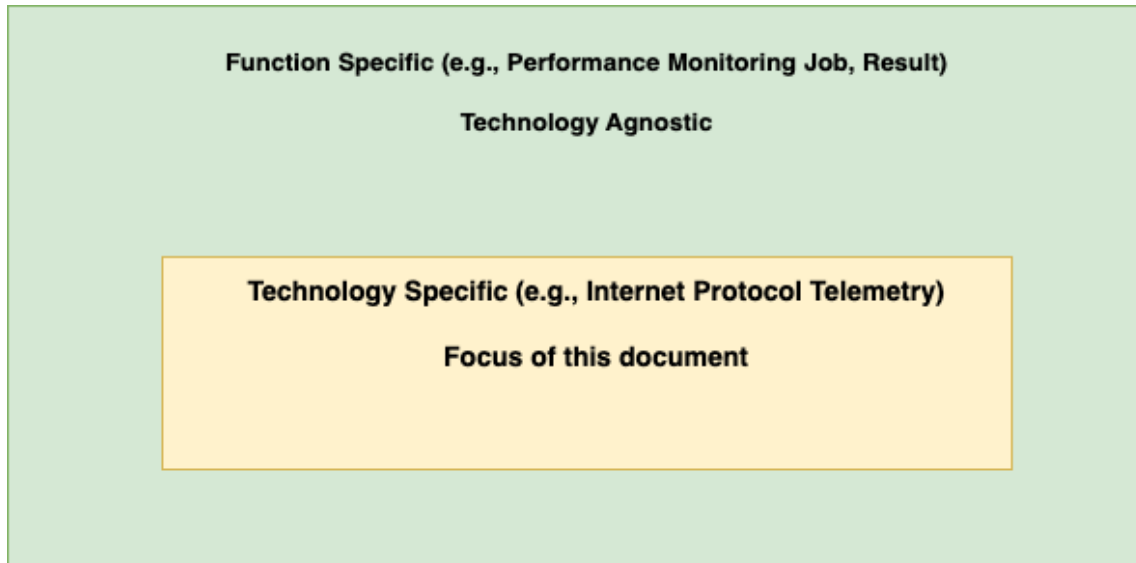 Function Specific (e.g., Performance Monitoring Job, Result)
Technology Agnostic
Technology Specific (e.g., Internet Protocol Telemetry)
Focus of this document